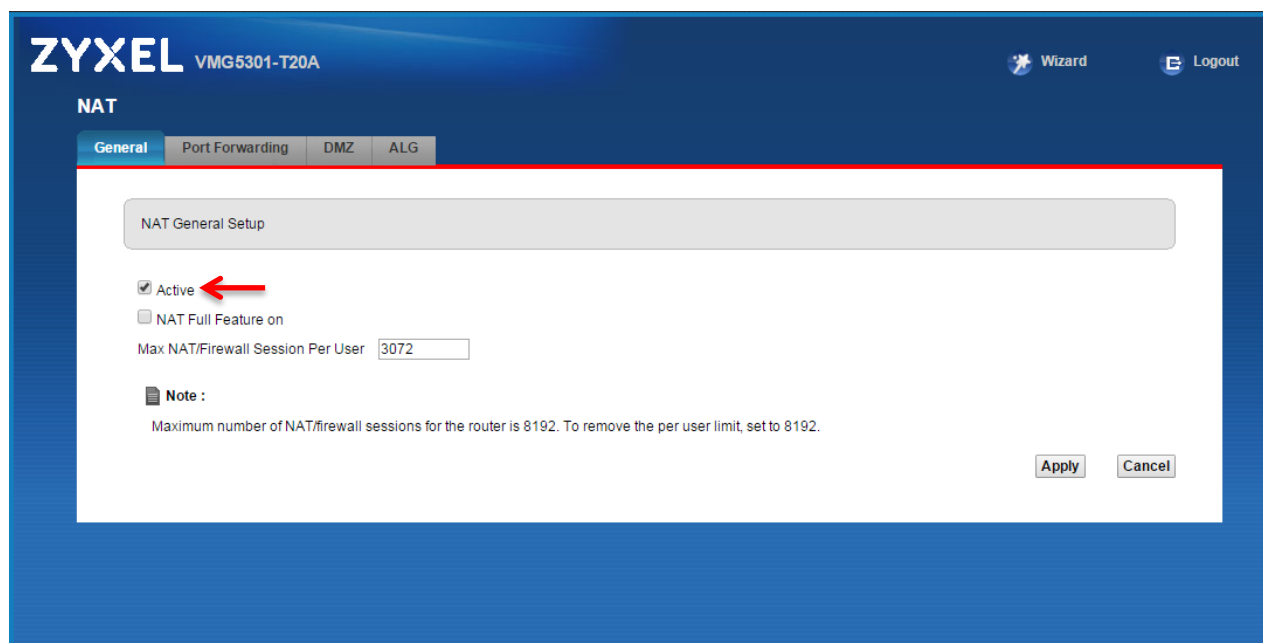 ZYXEL VMG5301-T20A Wizard Logout
NAT
General Port Forwarding DMZ ALG
NAT General Setup
Active
NAT Full Feature on
Max NAT/Firewall Session Per User 3072
Note :
Maximum number of NAT/firewall sessions for the router is 8192. To remove the per user limit, set to 8192.
Apply Cancel